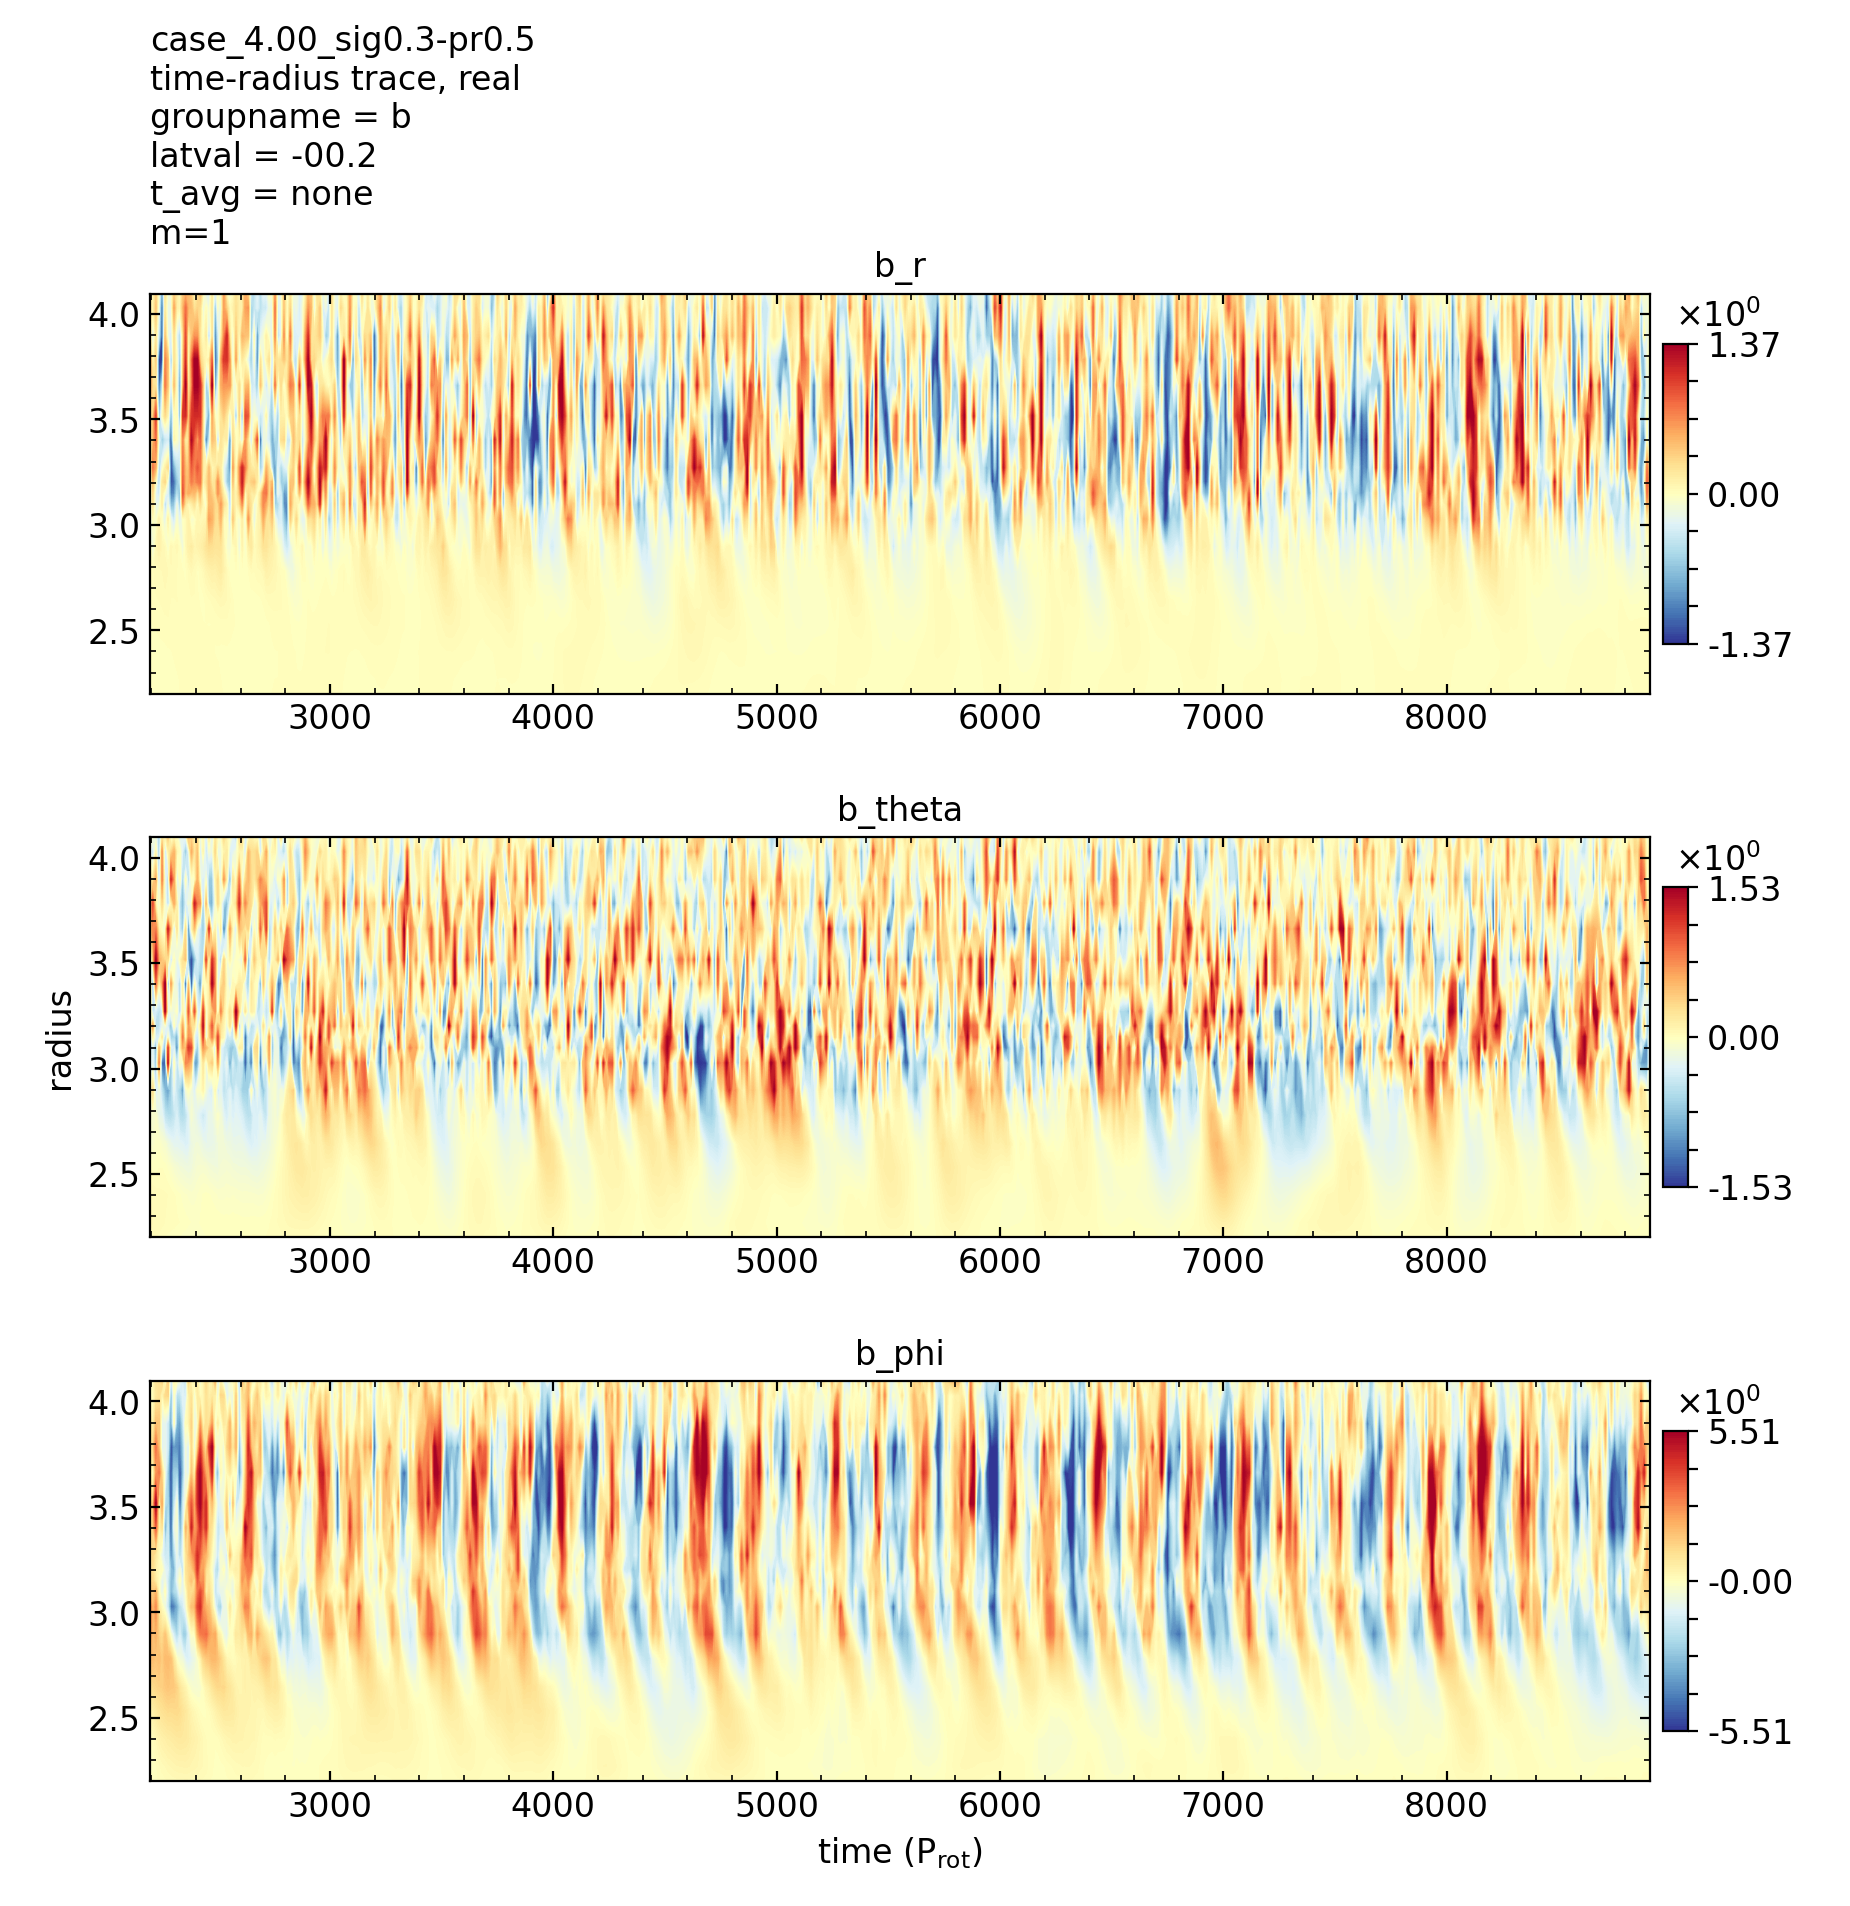 case_4.00_sig0.3-pr0.5
time-radius trace, real
groupname = b
latval = -00.2
t_avg = none
m=1
b_r
4.0
3.5
3.0
2.5
×10⁰
1.37
0.00
-1.37
3000 4000 5000 6000 7000 8000
b_theta
radius
4.0
3.5
3.0
2.5
×10⁰
1.53
0.00
-1.53
3000 4000 5000 6000 7000 8000
b_phi
4.0
3.5
3.0
2.5
×10⁰
5.51
-0.00
-5.51
3000 4000 5000 6000 7000 8000
time (P_rot)